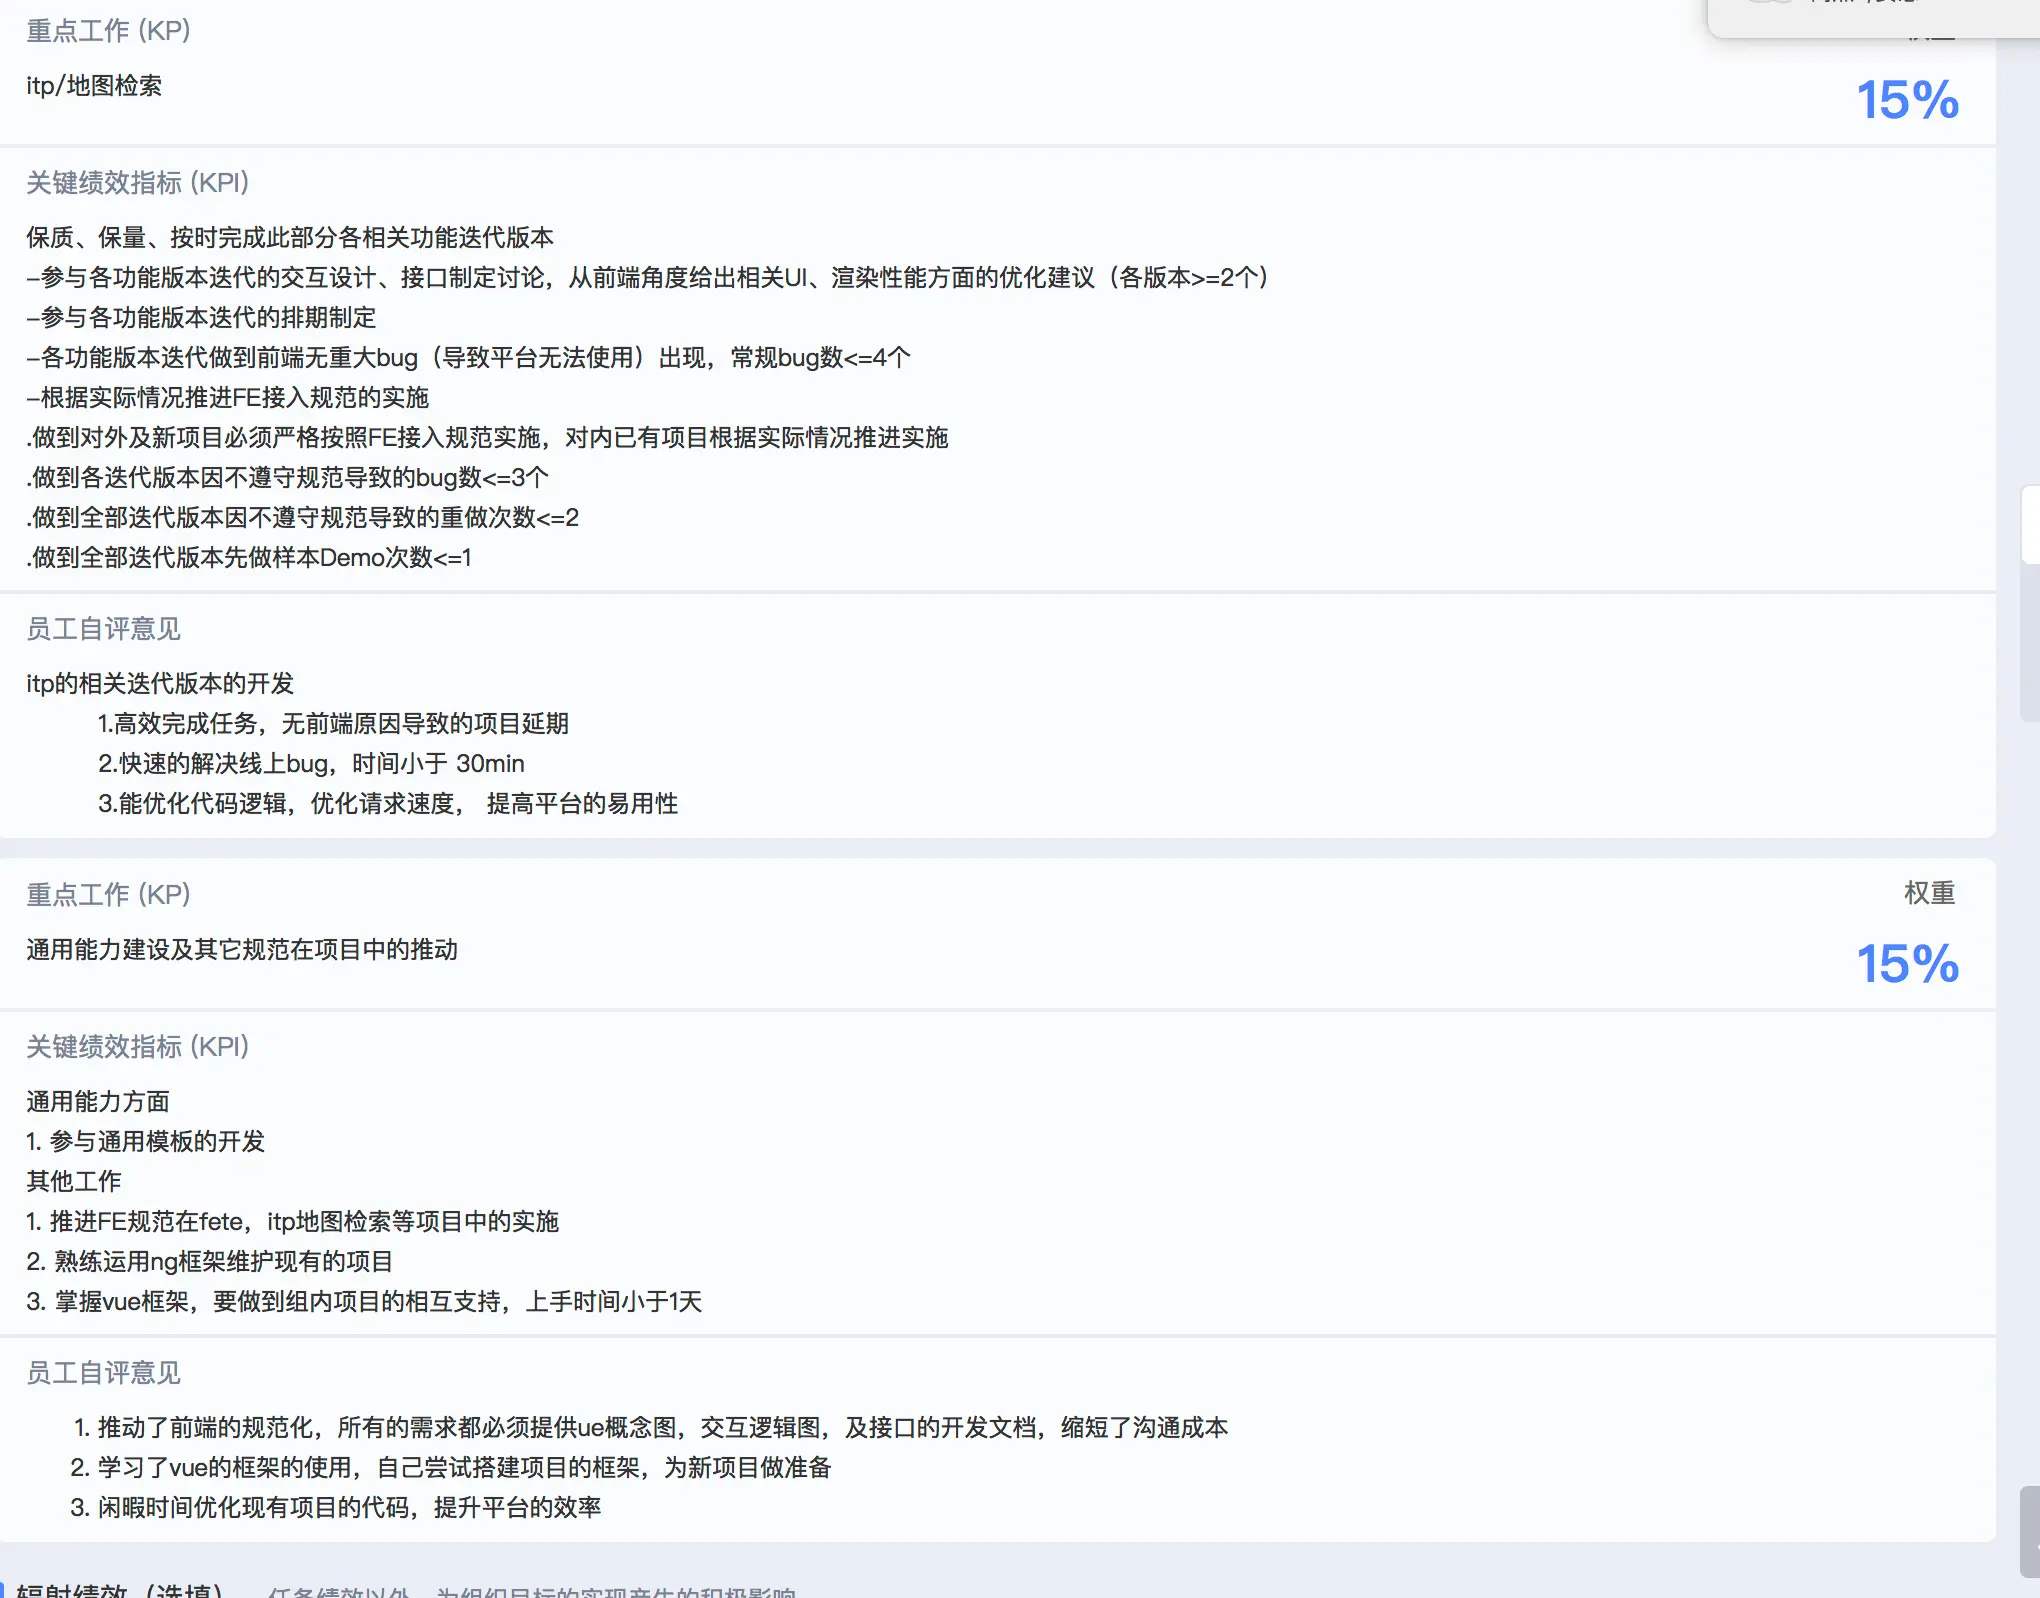 重点工作 (KP)
itp/地图检索
15%
关键绩效指标 (KPI)
保质、保量、按时完成此部分各相关功能迭代版本
–参与各功能版本迭代的交互设计、接口制定讨论，从前端角度给出相关UI、渲染性能方面的优化建议（各版本>=2个）
–参与各功能版本迭代的排期制定
–各功能版本迭代做到前端无重大bug（导致平台无法使用）出现，常规bug数<=4个
–根据实际情况推进FE接入规范的实施
.做到对外及新项目必须严格按照FE接入规范实施，对内已有项目根据实际情况推进实施
.做到各迭代版本因不遵守规范导致的bug数<=3个
.做到全部迭代版本因不遵守规范导致的重做次数<=2
.做到全部迭代版本先做样本Demo次数<=1
员工自评意见
itp的相关迭代版本的开发
1.高效完成任务，无前端原因导致的项目延期
2.快速的解决线上bug，时间小于 30min
3.能优化代码逻辑，优化请求速度， 提高平台的易用性
重点工作 (KP)
权重
通用能力建设及其它规范在项目中的推动
15%
关键绩效指标 (KPI)
通用能力方面
1. 参与通用模板的开发
其他工作
1. 推进FE规范在fete，itp地图检索等项目中的实施
2. 熟练运用ng框架维护现有的项目
3. 掌握vue框架，要做到组内项目的相互支持，上手时间小于1天
员工自评意见
1. 推动了前端的规范化，所有的需求都必须提供ue概念图，交互逻辑图，及接口的开发文档，缩短了沟通成本
2. 学习了vue的框架的使用，自己尝试搭建项目的框架，为新项目做准备
3. 闲暇时间优化现有项目的代码，提升平台的效率
辐射绩效（选填） 任务绩效以外，为组织目标的实现产生的积极影响